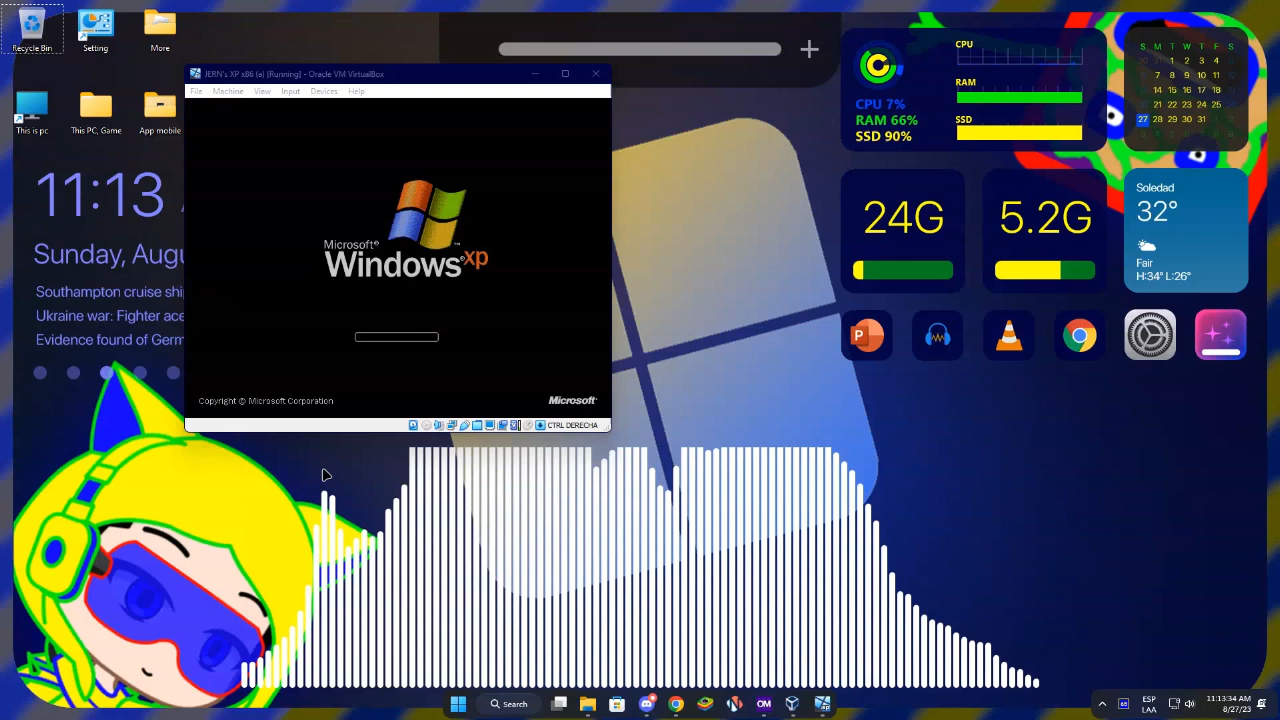 Recycle Bin
Setting
More
This is pc
This PC, Game
App mobile
11:13
Sunday, Augu
Southampton cruise ship
Ukraine war: Fighter ace
Evidence found of Germ
JERN's XP x86 (a) [Running] - Oracle VM VirtualBox
File Machine View Input Devices Help
Microsoft®
Windows xp
Copyright © Microsoft Corporation
Microsoft
CTRL DERECHA
CPU 7%
RAM 66%
SSD 90%
CPU
RAM
SSD
S M T W T F S
1 2 3 4
6 7 8 9 10 11
14 15 16 17 18
21 22 23 24 25
27 28 29 30 31
24G
5.2G
Soledad
32°
Fair
H:34° L:26°
P
Search
OM
ESP
LAA
11:13:34 AM
8/27/23